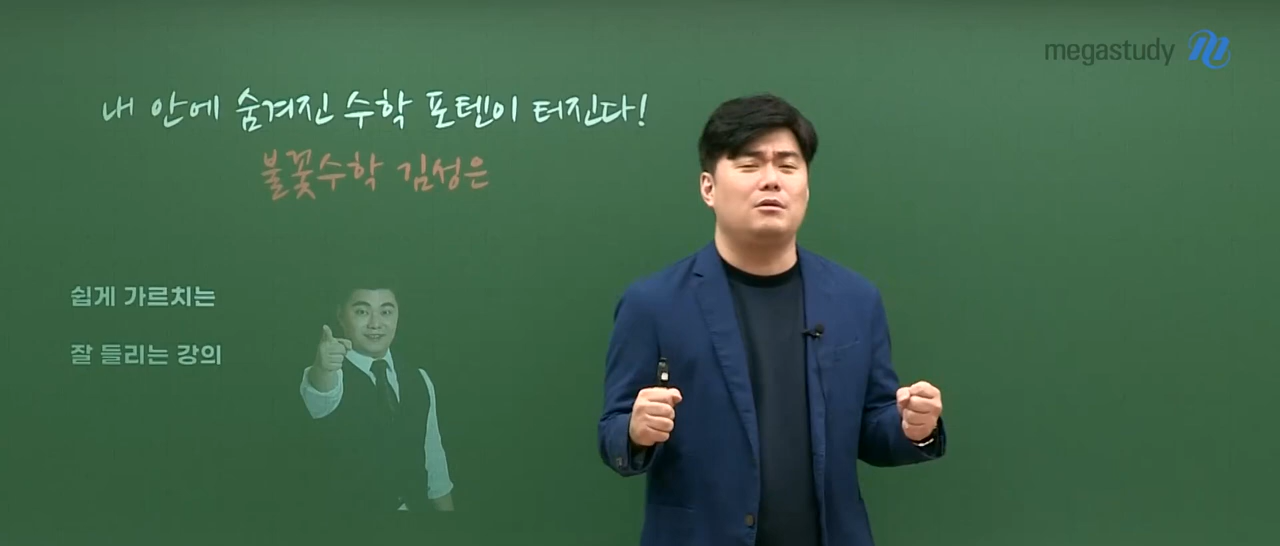 megastudy
내 안에 숨겨진 수학 포텐이 터진다!
불꽃수학 김성은
쉽게 가르치는
잘 들리는 강의